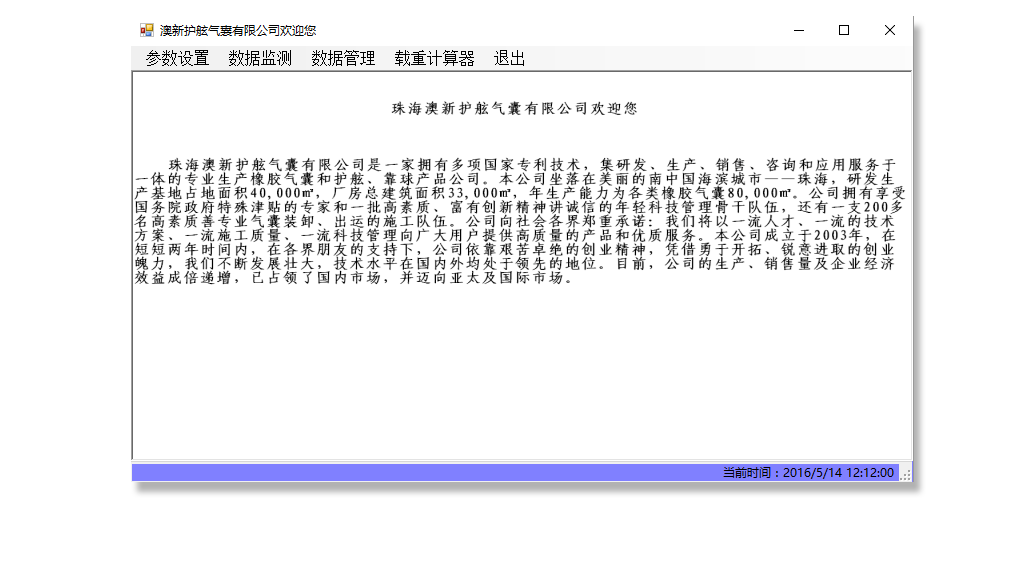 澳新护舷气囊有限公司欢迎您
参数设置 数据监测 数据管理 载重计算器 退出
珠海澳新护舷气囊有限公司欢迎您
珠海澳新护舷气囊有限公司是一家拥有多项国家专利技术，集研发、生产、销售、咨询和应用服务于
一体的专业生产橡胶气囊和护舷、靠球产品公司。本公司坐落在美丽的南中国海滨城市——珠海，研发生
产基地占地面积40,000㎡，厂房总建筑面积33,000㎡，年生产能力为各类橡胶气囊80,000㎡。公司拥有享受
国务院政府特殊津贴的专家和一批高素质、富有创新精神讲诚信的年轻科技管理骨干队伍，还有一支200多
名高素质善专业气囊装卸、出运的施工队伍。公司向社会各界郑重承诺：我们将以一流人才、一流的技术
方案、一流施工质量、一流科技管理向广大用户提供高质量的产品和优质服务。本公司成立于2003年，在
短短两年时间内，在各界朋友的支持下，公司依靠艰苦卓绝的创业精神，凭借勇于开拓、锐意进取的创业
魄力，我们不断发展壮大，技术水平在国内外均处于领先的地位。目前，公司的生产、销售量及企业经济
效益成倍递增，已占领了国内市场，并迈向亚太及国际市场。
当前时间：2016/5/14 12:12:00